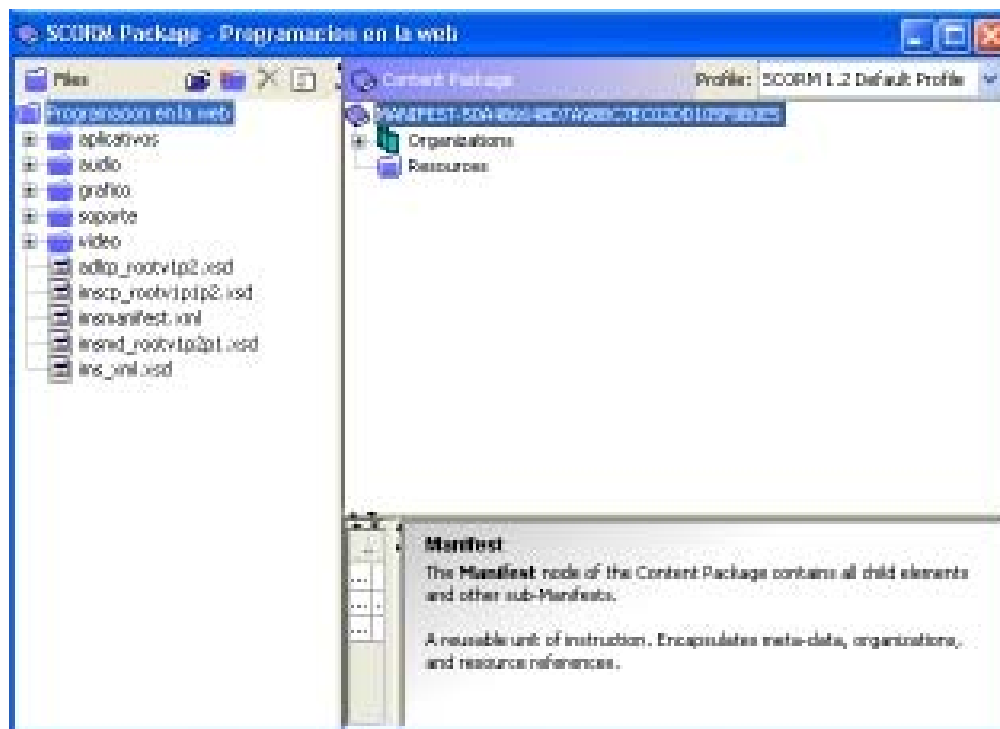 SCORM Package - Programacion en la web
Files
Programacion en la web
aplicativos
audio
grafico
soporte
video
adlcp_rootv1p2.xsd
imscp_rootv1p1p2.xsd
imsmanifest.xml
imsmd_rootv1p2p1.xsd
ims_xml.xsd
Content Package
Profile: SCORM 1.2 Default Profile
Organizations
Resources
Manifest
The Manifest node of the Content Package contains all child elements
and other sub-Manifests.
A reusable unit of instruction. Encapsulates meta-data, organizations,
and resource references.